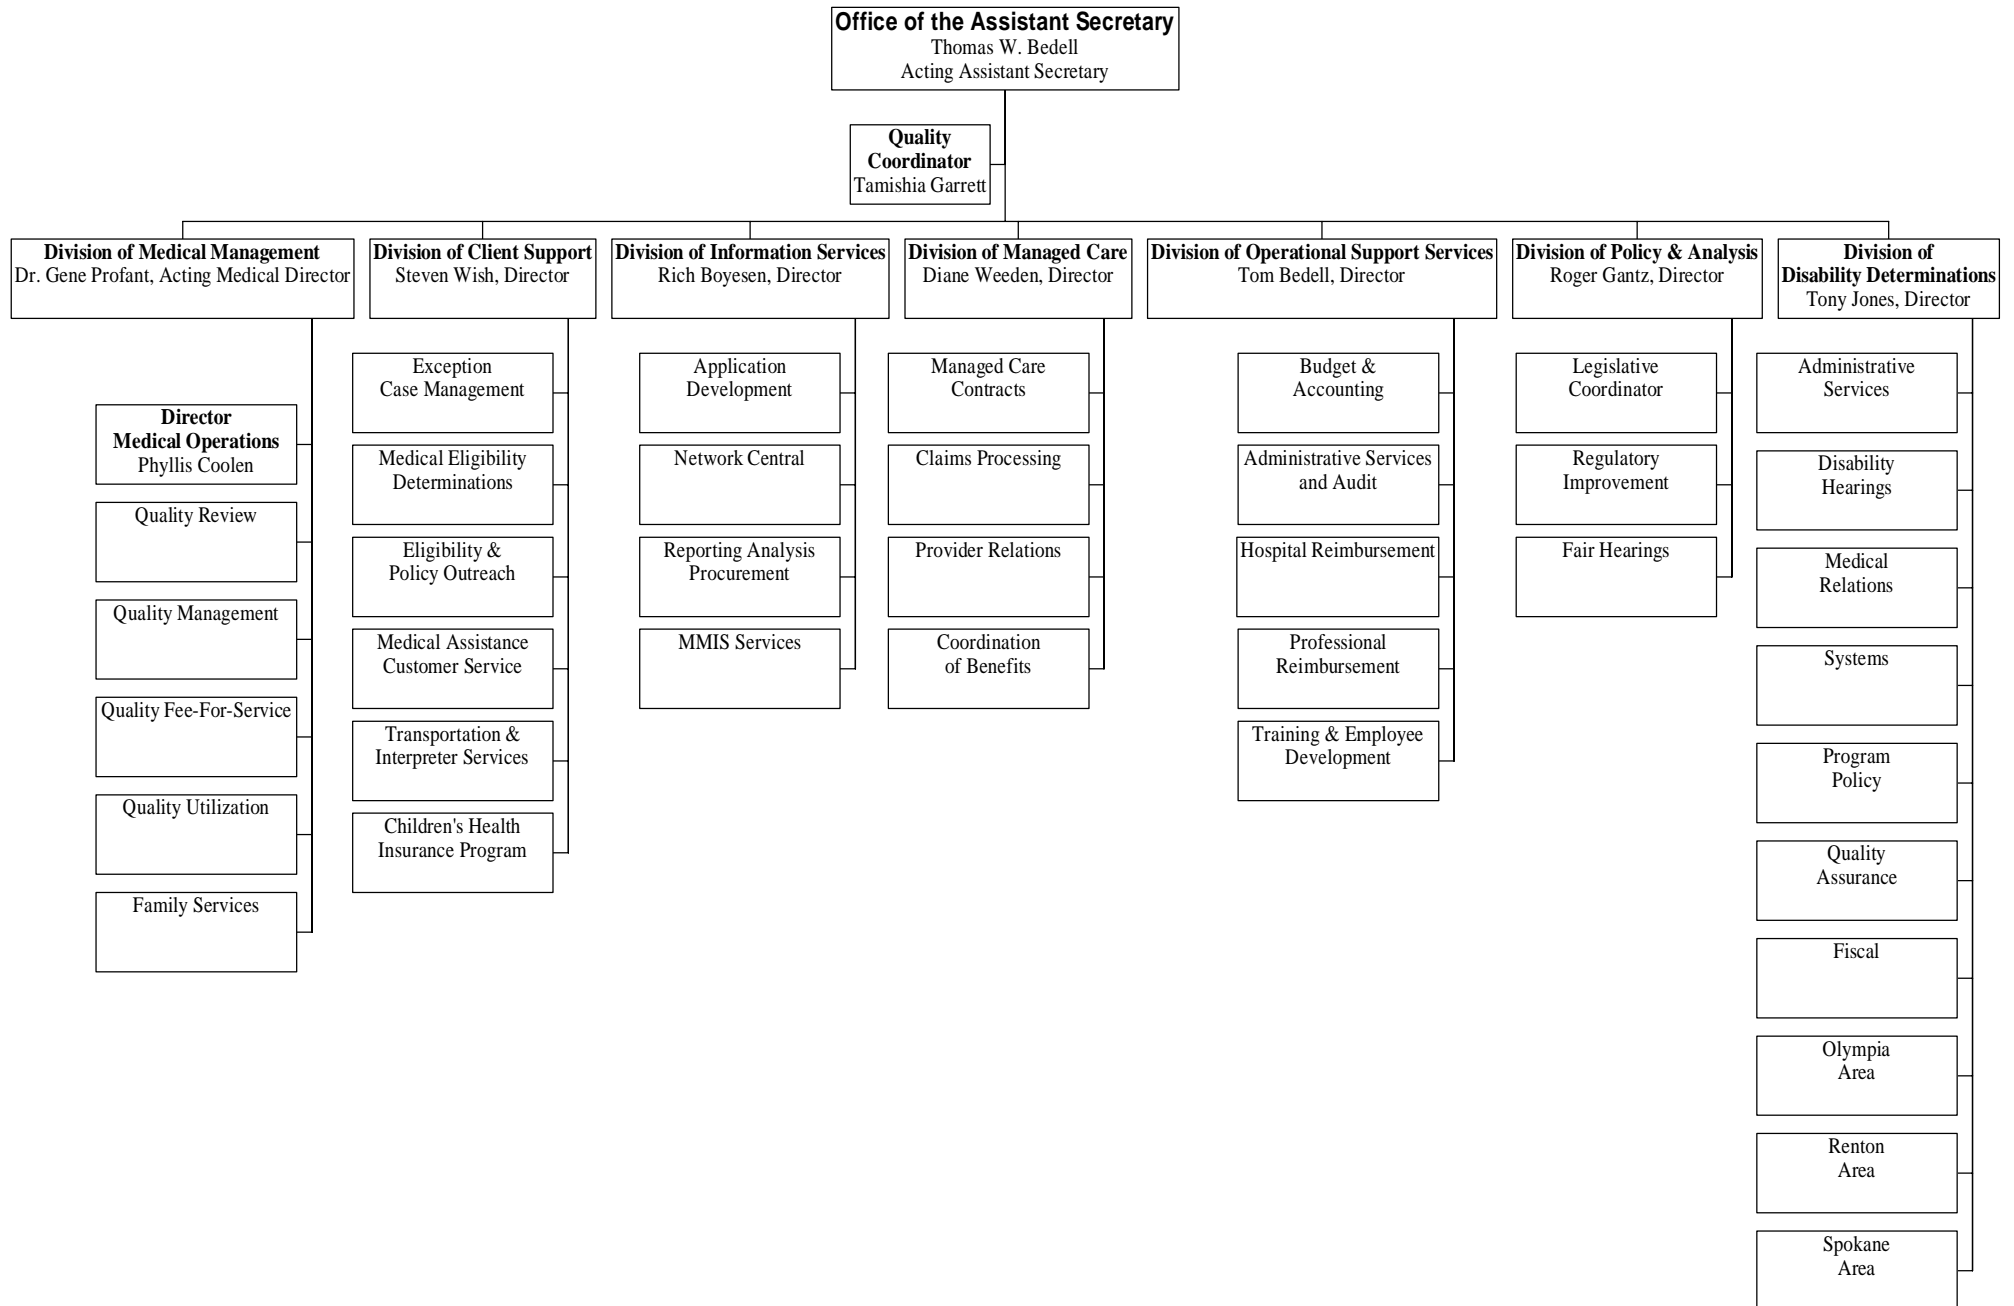 Office of the Assistant Secretary
Thomas W. Bedell
Acting Assistant Secretary
Quality
Coordinator
Tamishia Garrett
Division of Medical Management
Dr. Gene Profant, Acting Medical Director
Director
Medical Operations
Phyllis Coolen
Quality Review
Quality Management
Quality Fee-For-Service
Quality Utilization
Family Services
Division of Client Support
Steven Wish, Director
Exception
Case Management
Medical Eligibility
Determinations
Eligibility &
Policy Outreach
Medical Assistance
Customer Service
Transportation &
Interpreter Services
Children's Health
Insurance Program
Division of Information Services
Rich Boyesen, Director
Application
Development
Network Central
Reporting Analysis
Procurement
MMIS Services
Division of Managed Care
Diane Weeden, Director
Managed Care
Contracts
Claims Processing
Provider Relations
Coordination
of Benefits
Division of Operational Support Services
Tom Bedell, Director
Budget &
Accounting
Administrative Services
and Audit
Hospital Reimbursement
Professional
Reimbursement
Training & Employee
Development
Division of Policy & Analysis
Roger Gantz, Director
Legislative
Coordinator
Regulatory
Improvement
Fair Hearings
Division of
Disability Determinations
Tony Jones, Director
Administrative
Services
Disability
Hearings
Medical
Relations
Systems
Program
Policy
Quality
Assurance
Fiscal
Olympia
Area
Renton
Area
Spokane
Area